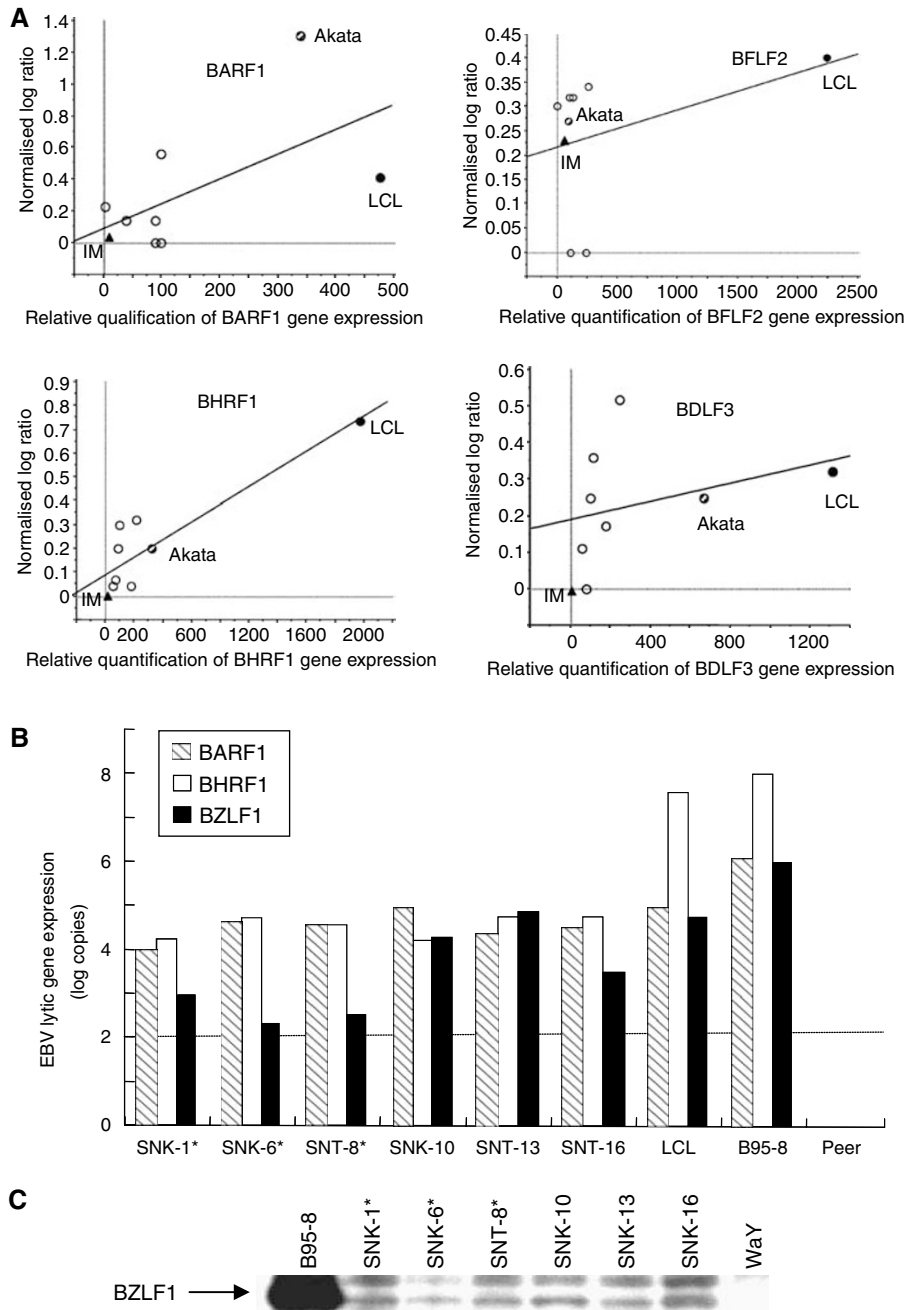 A
1.4
1.2
1
0.8
0.6
0.4
0.2
0
Normalised log ratio
BARF1
Akata
LCL
IM
0 100 200 300 400 500
Relative qualification of BARF1 gene expression
0.45
0.4
0.35
0.3
0.25
0.2
0.15
0.1
0.05
0
Normalised log ratio
BFLF2
LCL
Akata
IM
0 500 1000 1500 2000 2500
Relative quantification of BFLF2 gene expression
0.9
0.8
0.7
0.6
0.5
0.4
0.3
0.2
0.1
0
Normalised log ratio
BHRF1
LCL
Akata
IM
0 200 600 1000 1400 2000
Relative quantification of BHRF1 gene expression
0.6
0.5
0.4
0.3
0.2
0.1
0
Normalised log ratio
BDLF3
Akata
LCL
IM
0 400 800 1200
Relative quantification of BDLF3 gene expression
B
BARF1
BHRF1
BZLF1
8
6
4
2
0
EBV lytic gene expression
(log copies)
SNK-1* SNK-6* SNT-8* SNK-10 SNT-13 SNT-16 LCL B95-8 Peer
C
B95-8 SNK-1* SNK-6* SNT-8* SNK-10 SNK-13 SNK-16 WaY
BZLF1